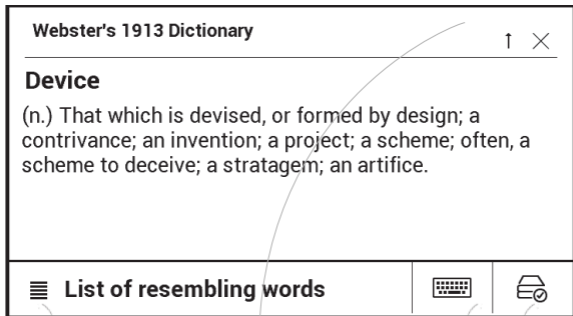 Webster's 1913 Dictionary
Device
(n.) That which is devised, or formed by design; a
contrivance; an invention; a project; a scheme; often, a
scheme to deceive; a stratagem; an artifice.
List of resembling words